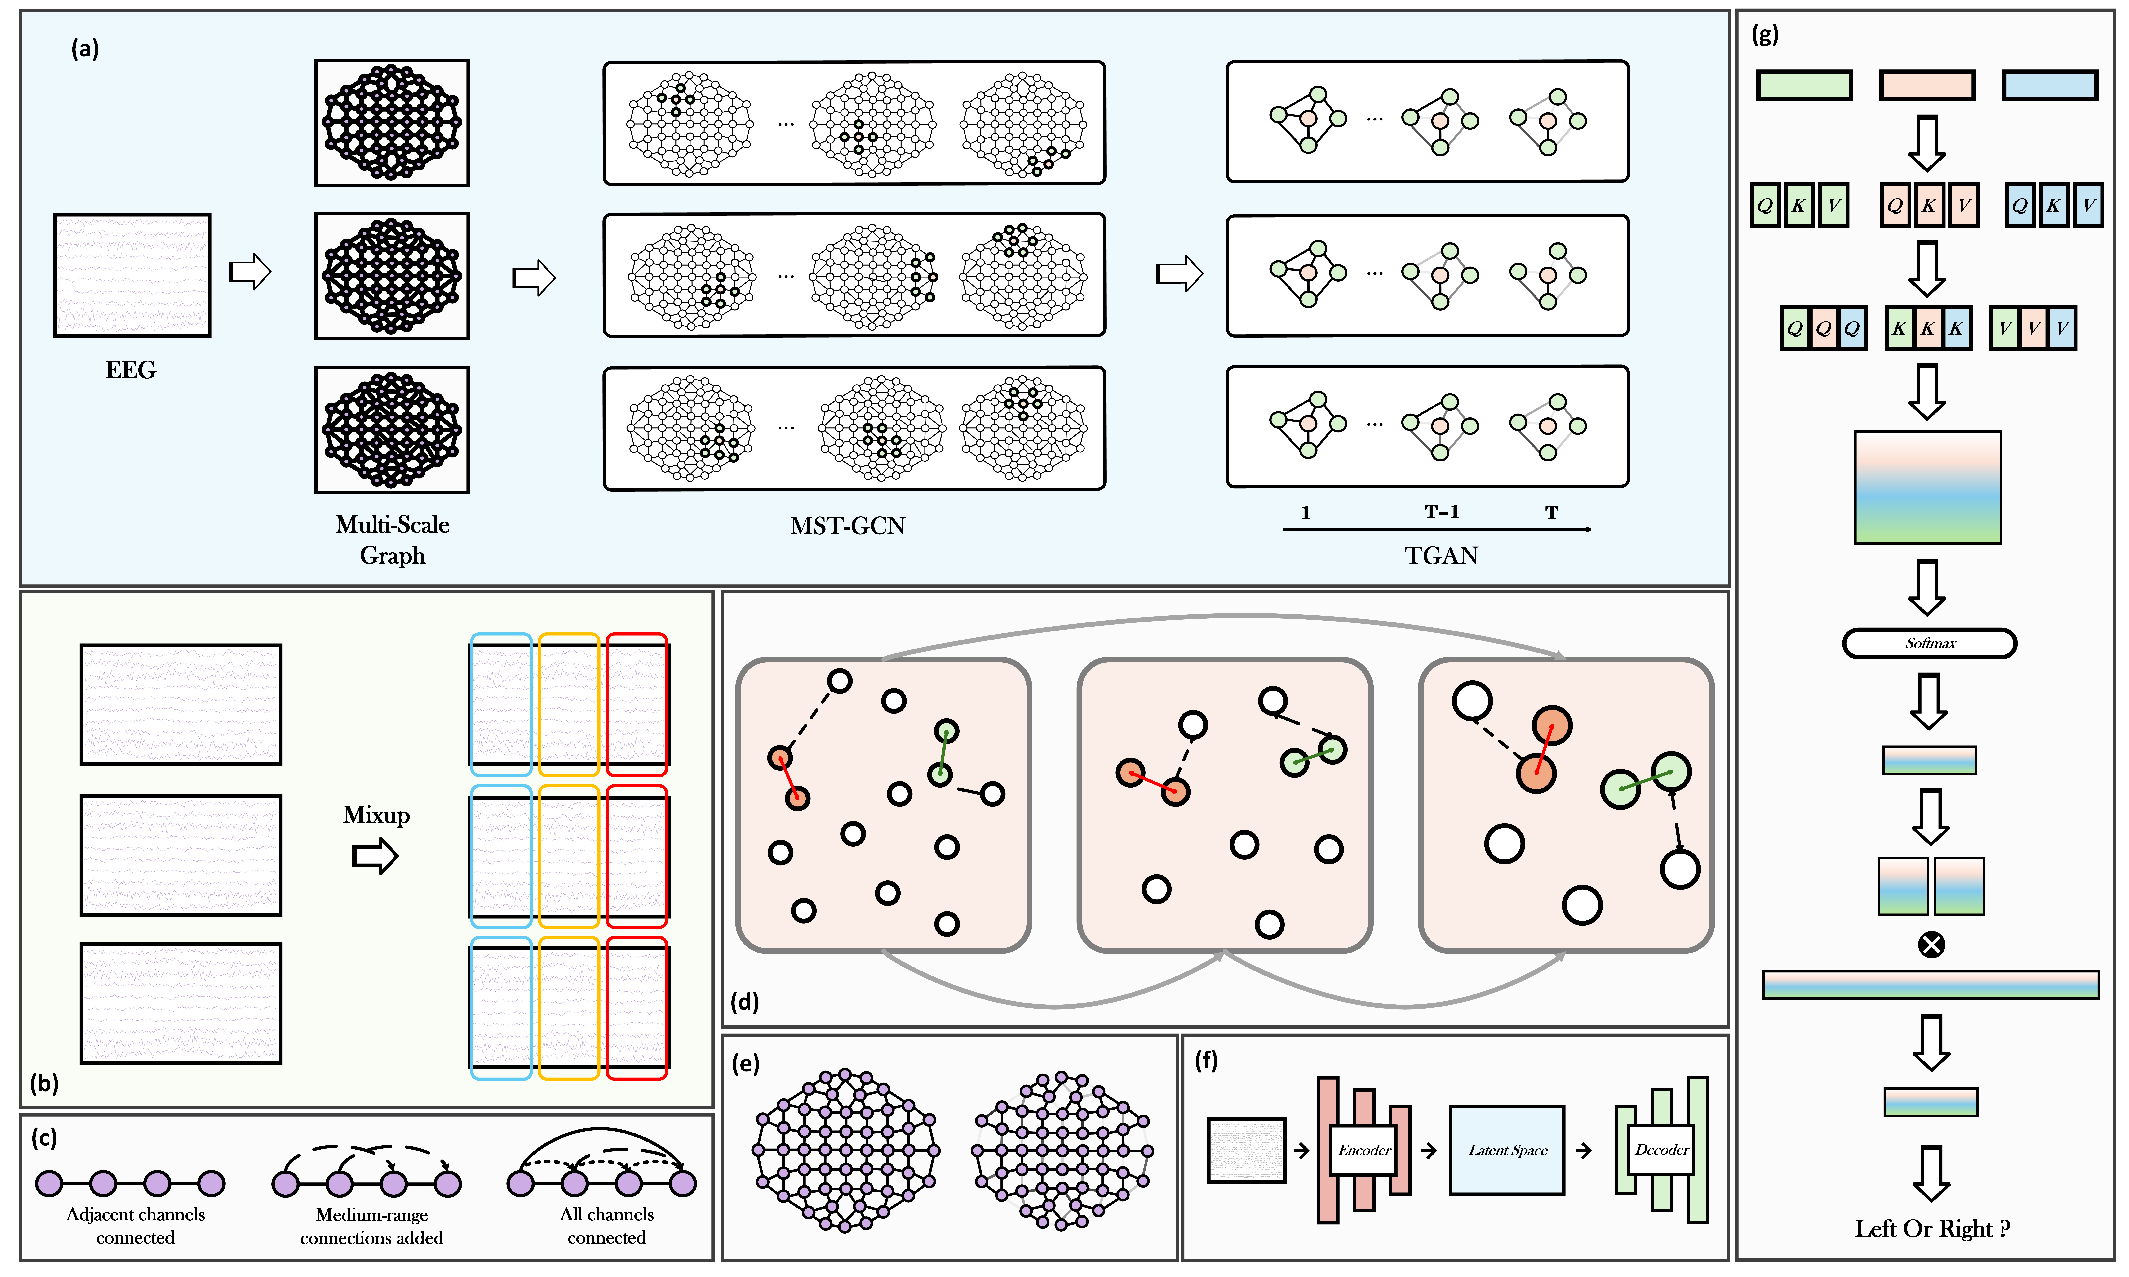 (a)
EEG
Multi-Scale
Graph
...
...
...
MST-GCN
...
...
...
1
T-1
T
TGAN
(b)
Mixup
(c)
Adjacent channels
connected
Medium-range
connections added
All channels
connected
(d)
(e)
(f)
Encoder
Latent Space
Decoder
(g)
Q K V Q K V Q K V
Q Q Q K K K V V V
Softmax
Left Or Right ?